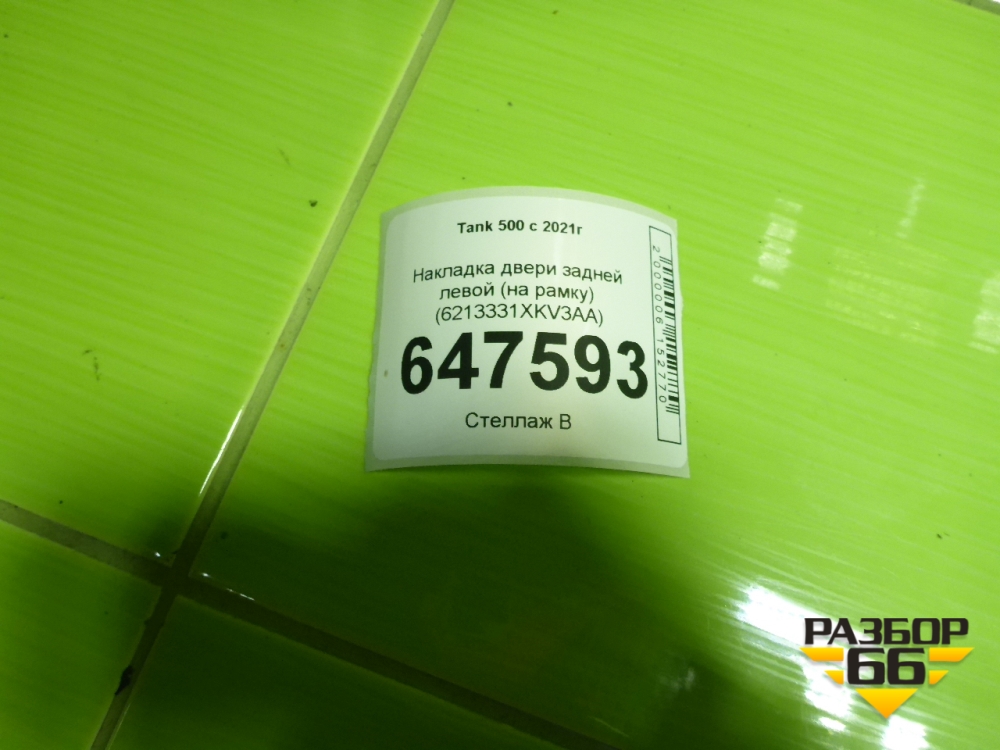 Tank 500 с 2021г
Накладка двери задней
левой (на рамку)
(6213331XKV3AA)
647593
Стеллаж В
2000006152770
РАЗБОР
66